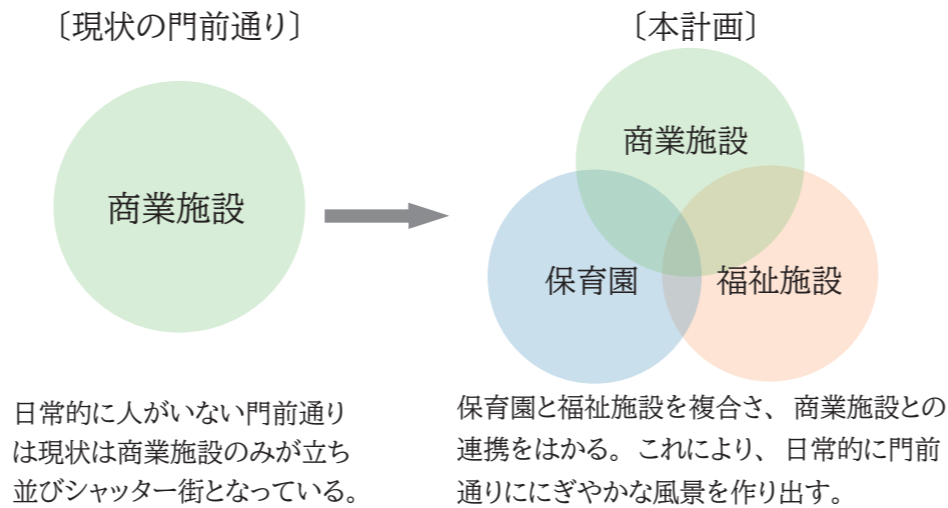 〔現状の門前通り〕
商業施設
日常的に人がいない門前通り
は現状は商業施設のみが立ち
並びシャッター街となっている。
〔本計画〕
商業施設
保育園
福祉施設
保育園と福祉施設を複合さ、商業施設との
連携をはかる。これにより、日常的に門前
通りににぎやかな風景を作り出す。